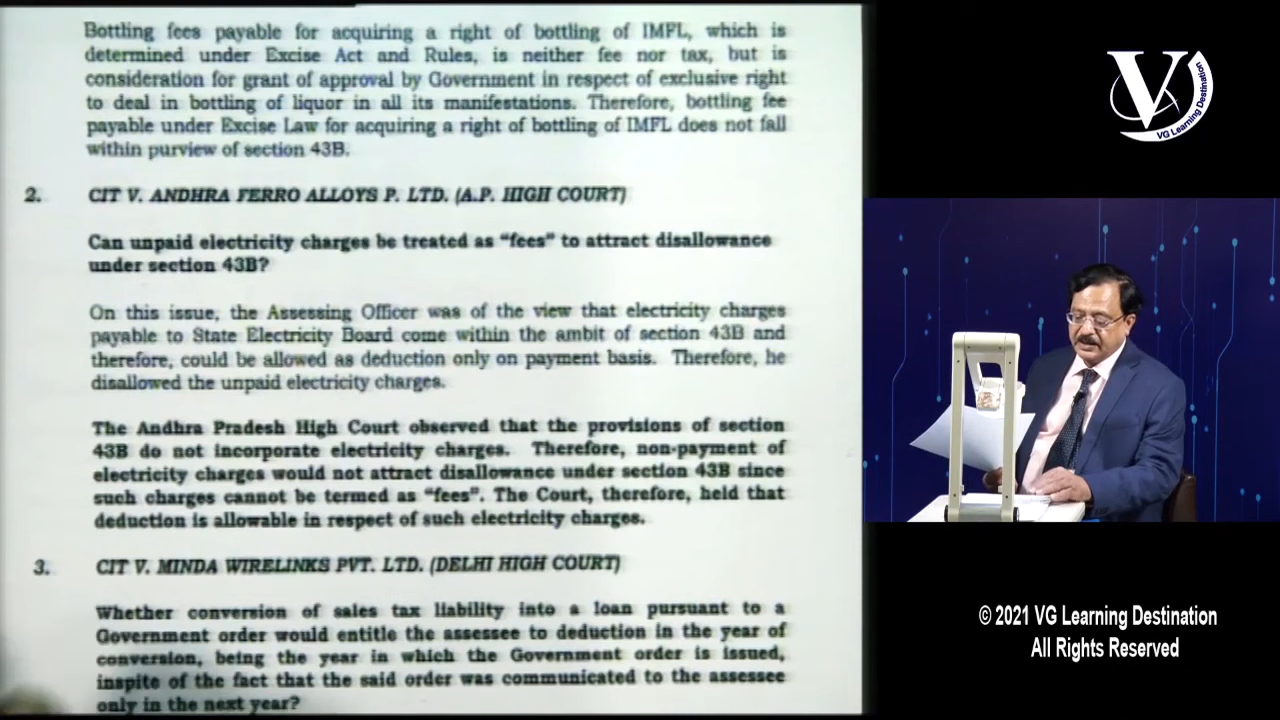 Bottling fees payable for acquiring a right of bottling of IMFL, which is
determined under Excise Act and Rules, is neither fee nor tax, but is
consideration for grant of approval by Government in respect of exclusive right
to deal in bottling of liquor in all its manifestations. Therefore, bottling fee
payable under Excise Law for acquiring a right of bottling of IMFL does not fall
within purview of section 43B.
2. CIT V. ANDHRA FERRO ALLOYS P. LTD. (A.P. HIGH COURT)
Can unpaid electricity charges be treated as “fees” to attract disallowance
under section 43B?
On this issue, the Assessing Officer was of the view that electricity charges
payable to State Electricity Board come within the ambit of section 43B and
therefore, could be allowed as deduction only on payment basis. Therefore, he
disallowed the unpaid electricity charges.
The Andhra Pradesh High Court observed that the provisions of section
43B do not incorporate electricity charges. Therefore, non-payment of
electricity charges would not attract disallowance under section 43B since
such charges cannot be termed as “fees”. The Court, therefore, held that
deduction is allowable in respect of such electricity charges.
3. CIT V. MINDA WIRELINKS PVT. LTD. (DELHI HIGH COURT)
Whether conversion of sales tax liability into a loan pursuant to a
Government order would entitle the assessee to deduction in the year of
conversion, being the year in which the Government order is issued,
inspite of the fact that the said order was communicated to the assessee
only in the next year?
V
VG Learning Destination
© 2021 VG Learning Destination
All Rights Reserved